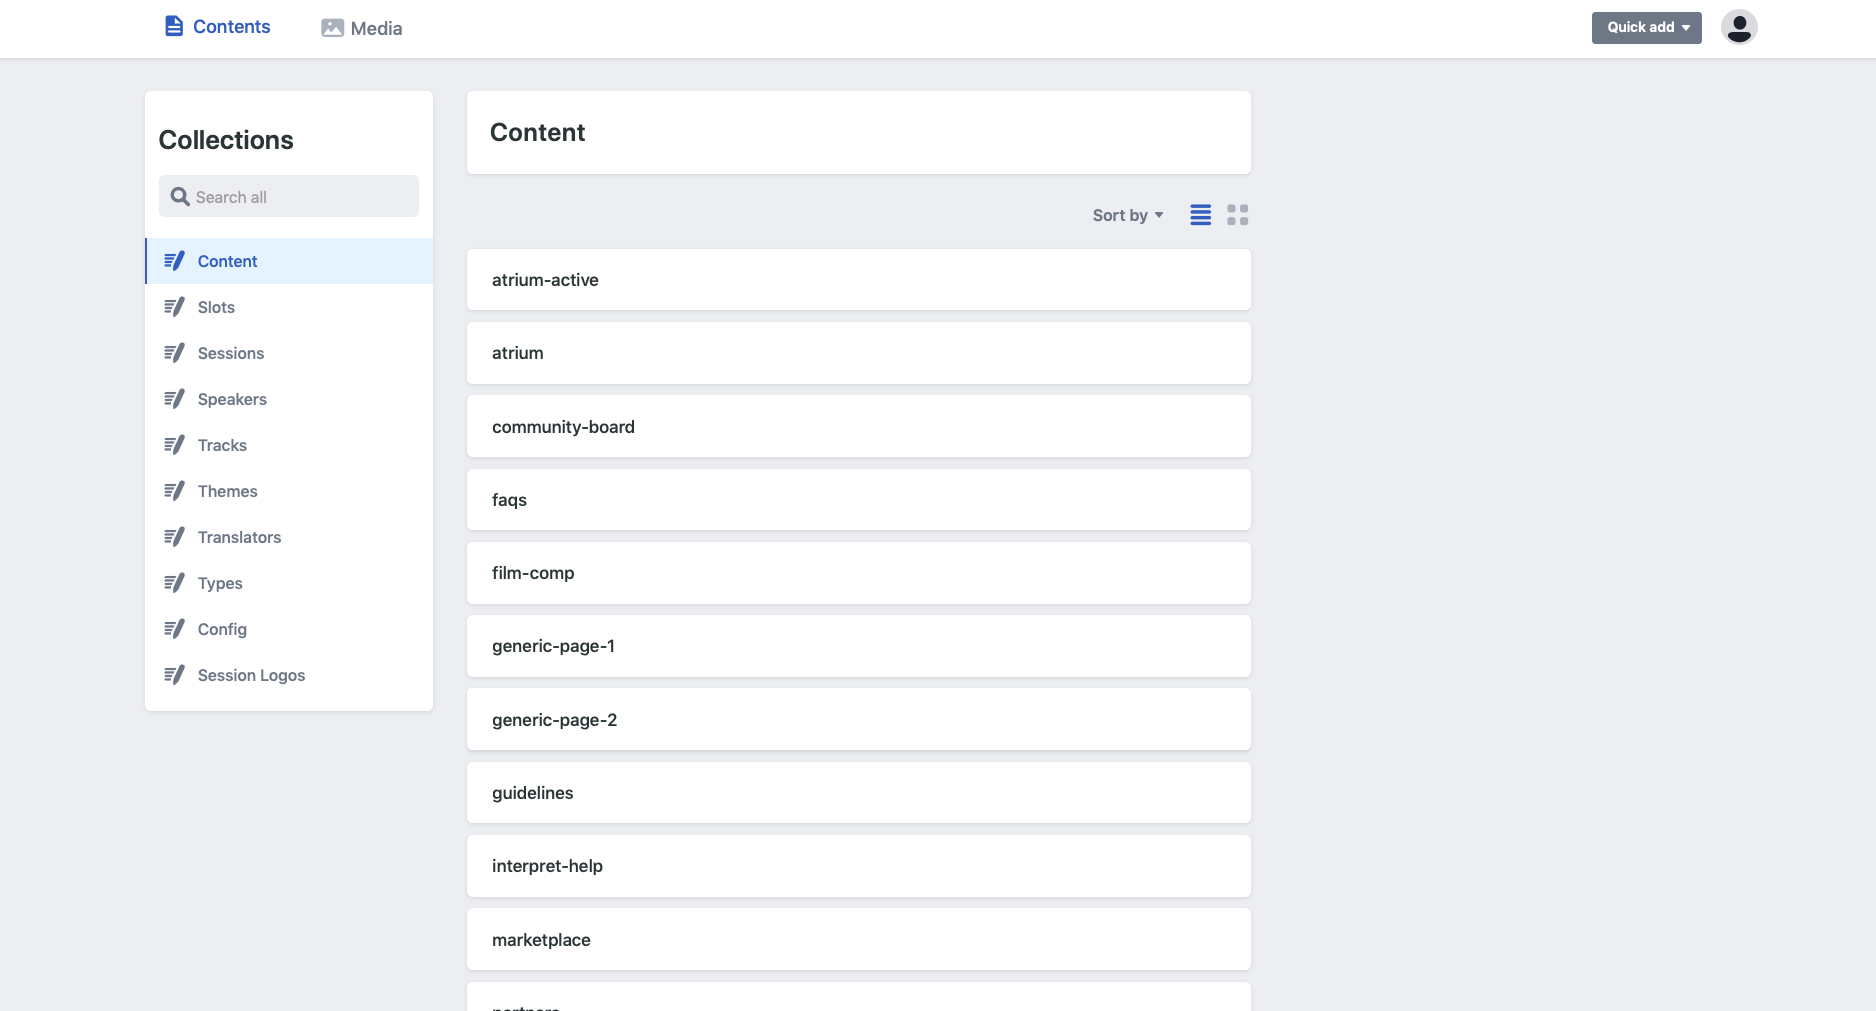 Contents
Media
Quick add
Collections
Search all
Content
Slots
Sessions
Speakers
Tracks
Themes
Translators
Types
Config
Session Logos
Content
Sort by
atrium-active
atrium
community-board
faqs
film-comp
generic-page-1
generic-page-2
guidelines
interpret-help
marketplace
partners